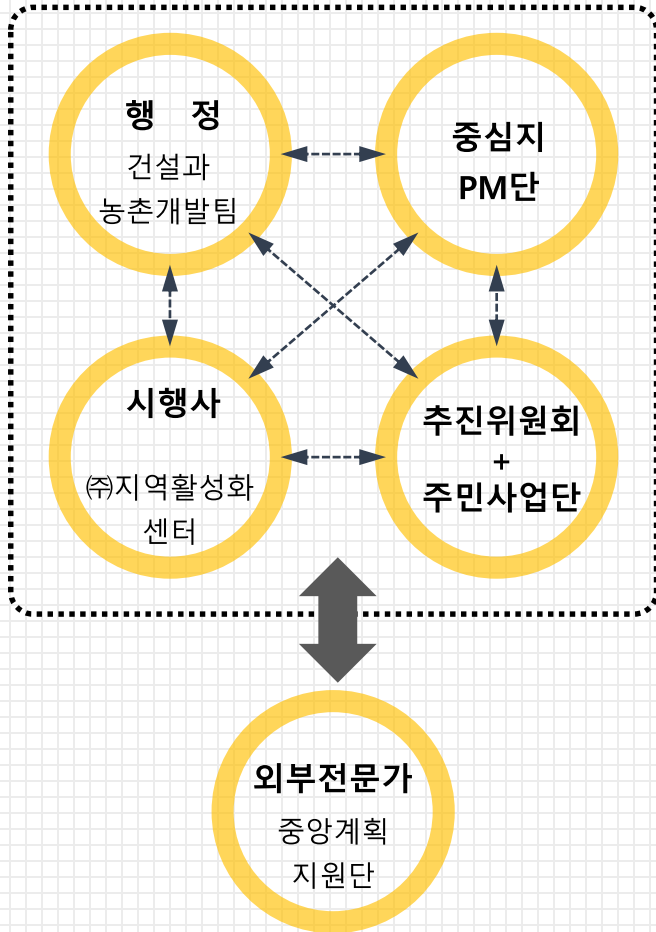 행 정
건설과
농촌개발팀
중심지
PM단
시행사
㈜지역활성화
센터
추진위원회
+
주민사업단
외부전문가
중앙계획
지원단